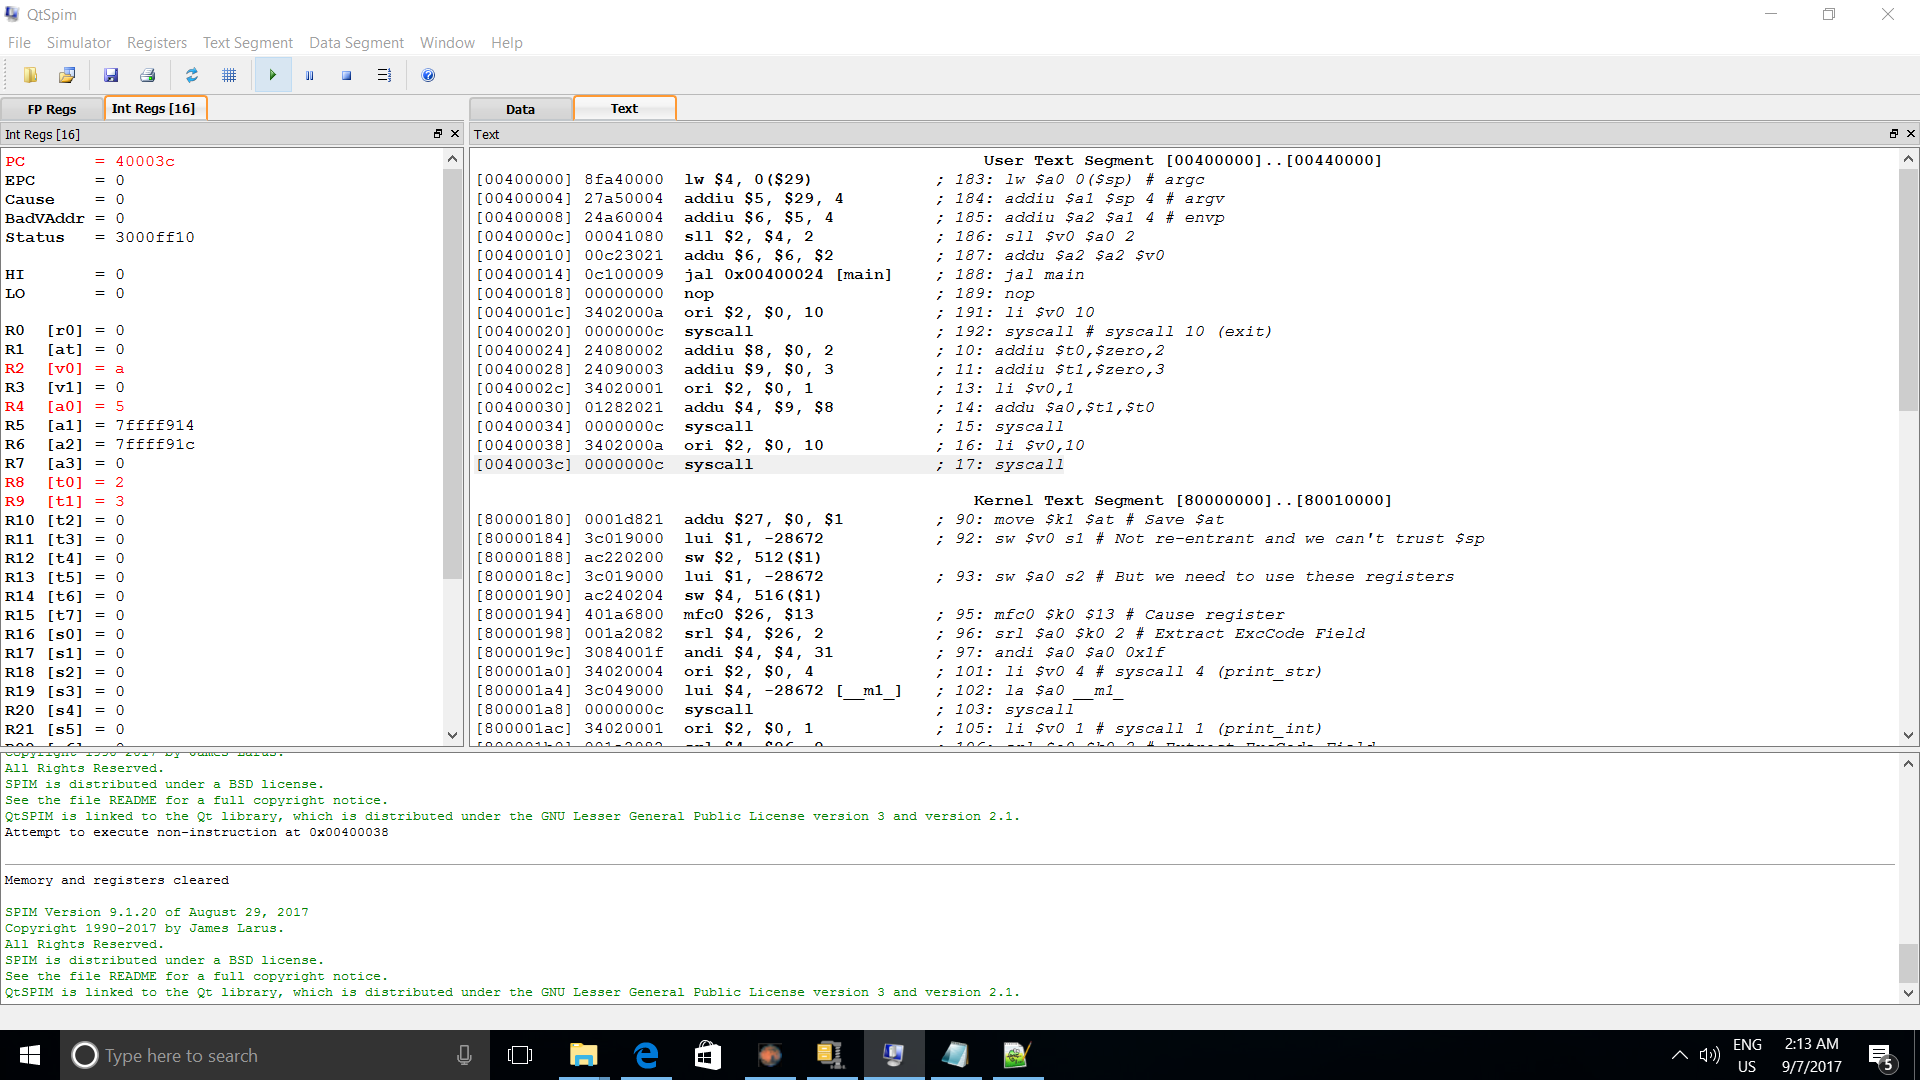 QtSpim
File Simulator Registers Text Segment Data Segment Window Help
FP Regs Int Regs [16]
Int Regs [16]
PC = 40003c
EPC = 0
Cause = 0
BadVAddr = 0
Status = 3000ff10
HI = 0
LO = 0
R0 [r0] = 0
R1 [at] = 0
R2 [v0] = a
R3 [v1] = 0
R4 [a0] = 5
R5 [a1] = 7ffff914
R6 [a2] = 7ffff91c
R7 [a3] = 0
R8 [t0] = 2
R9 [t1] = 3
R10 [t2] = 0
R11 [t3] = 0
R12 [t4] = 0
R13 [t5] = 0
R14 [t6] = 0
R15 [t7] = 0
R16 [s0] = 0
R17 [s1] = 0
R18 [s2] = 0
R19 [s3] = 0
R20 [s4] = 0
R21 [s5] = 0
Data Text
Text
User Text Segment [00400000]..[00440000]
[00400000] 8fa40000 lw $4, 0($29) ; 183: lw $a0 0($sp) # argc
[00400004] 27a50004 addiu $5, $29, 4 ; 184: addiu $a1 $sp 4 # argv
[00400008] 24a60004 addiu $6, $5, 4 ; 185: addiu $a2 $a1 4 # envp
[0040000c] 00041080 sll $2, $4, 2 ; 186: sll $v0 $a0 2
[00400010] 00c23021 addu $6, $6, $2 ; 187: addu $a2 $a2 $v0
[00400014] 0c100009 jal 0x00400024 [main] ; 188: jal main
[00400018] 00000000 nop ; 189: nop
[0040001c] 3402000a ori $2, $0, 10 ; 191: li $v0 10
[00400020] 0000000c syscall ; 192: syscall # syscall 10 (exit)
[00400024] 24080002 addiu $8, $0, 2 ; 10: addiu $t0,$zero,2
[00400028] 24090003 addiu $9, $0, 3 ; 11: addiu $t1,$zero,3
[0040002c] 34020001 ori $2, $0, 1 ; 13: li $v0,1
[00400030] 01282021 addu $4, $9, $8 ; 14: addu $a0,$t1,$t0
[00400034] 0000000c syscall ; 15: syscall
[00400038] 3402000a ori $2, $0, 10 ; 16: li $v0,10
[0040003c] 0000000c syscall ; 17: syscall
Kernel Text Segment [80000000]..[80010000]
[80000180] 0001d821 addu $27, $0, $1 ; 90: move $k1 $at # Save $at
[80000184] 3c019000 lui $1, -28672 ; 92: sw $v0 s1 # Not re-entrant and we can't trust $sp
[80000188] ac220200 sw $2, 512($1)
[8000018c] 3c019000 lui $1, -28672 ; 93: sw $a0 s2 # But we need to use these registers
[80000190] ac240204 sw $4, 516($1)
[80000194] 401a6800 mfc0 $26, $13 ; 95: mfc0 $k0 $13 # Cause register
[80000198] 001a2082 srl $4, $26, 2 ; 96: srl $a0 $k0 2 # Extract ExcCode Field
[8000019c] 3084001f andi $4, $4, 31 ; 97: andi $a0 $a0 0x1f
[800001a0] 34020004 ori $2, $0, 4 ; 101: li $v0 4 # syscall 4 (print_str)
[800001a4] 3c049000 lui $4, -28672 [__m1_] ; 102: la $a0 __m1_
[800001a8] 0000000c syscall ; 103: syscall
[800001ac] 34020001 ori $2, $0, 1 ; 105: li $v0 1 # syscall 1 (print_int)
Copyright 1990-2017 by James Larus.
All Rights Reserved.
SPIM is distributed under a BSD license.
See the file README for a full copyright notice.
QtSPIM is linked to the Qt library, which is distributed under the GNU Lesser General Public License version 3 and version 2.1.
Attempt to execute non-instruction at 0x00400038
Memory and registers cleared
SPIM Version 9.1.20 of August 29, 2017
Copyright 1990-2017 by James Larus.
All Rights Reserved.
SPIM is distributed under a BSD license.
See the file README for a full copyright notice.
QtSPIM is linked to the Qt library, which is distributed under the GNU Lesser General Public License version 3 and version 2.1.
Type here to search
ENG
US
2:13 AM
9/7/2017
5